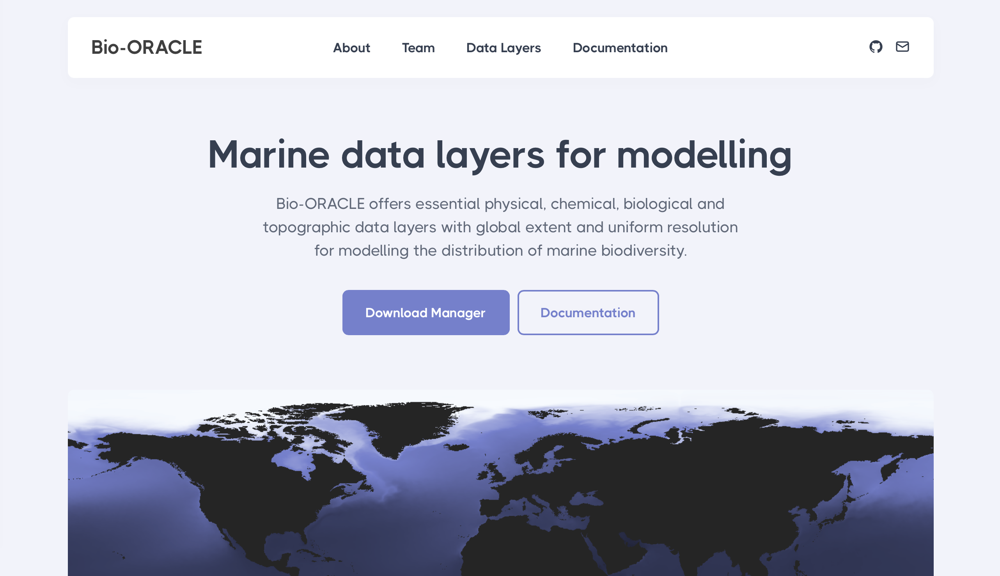 Bio-ORACLE
About
Team
Data Layers
Documentation
Marine data layers for modelling
Bio-ORACLE offers essential physical, chemical, biological and
topographic data layers with global extent and uniform resolution
for modelling the distribution of marine biodiversity.
Download Manager
Documentation